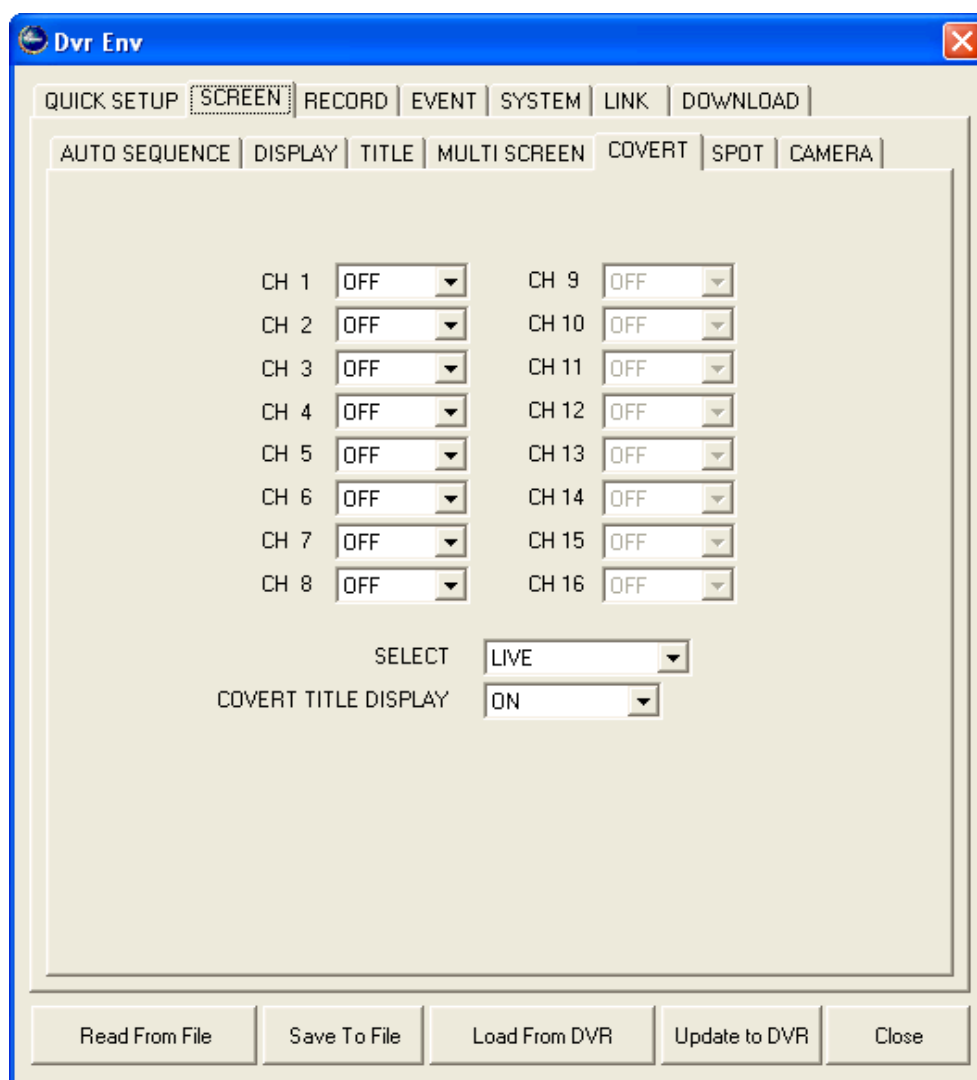 Dvr Env
QUICK SETUP SCREEN RECORD EVENT SYSTEM LINK DOWNLOAD
AUTO SEQUENCE DISPLAY TITLE MULTI SCREEN COVERT SPOT CAMERA
CH 1 OFF CH 9 OFF
CH 2 OFF CH 10 OFF
CH 3 OFF CH 11 OFF
CH 4 OFF CH 12 OFF
CH 5 OFF CH 13 OFF
CH 6 OFF CH 14 OFF
CH 7 OFF CH 15 OFF
CH 8 OFF CH 16 OFF
SELECT LIVE
COVERT TITLE DISPLAY ON
Read From File Save To File Load From DVR Update to DVR Close